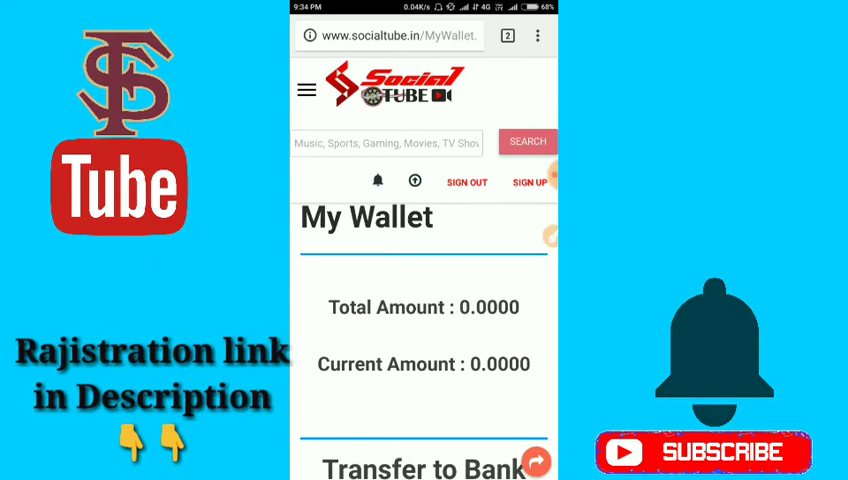 9:34 PM 0.04K/s 4G 68%
www.socialtube.in/MyWallet.
2
Social
TUBE
Music, Sports, Gaming, Movies, TV Shov
SEARCH
SIGN OUT
SIGN UP
My Wallet
Total Amount : 0.0000
Current Amount : 0.0000
Transfer to Bank
Tube
Rajistration link
in Description
SUBSCRIBE